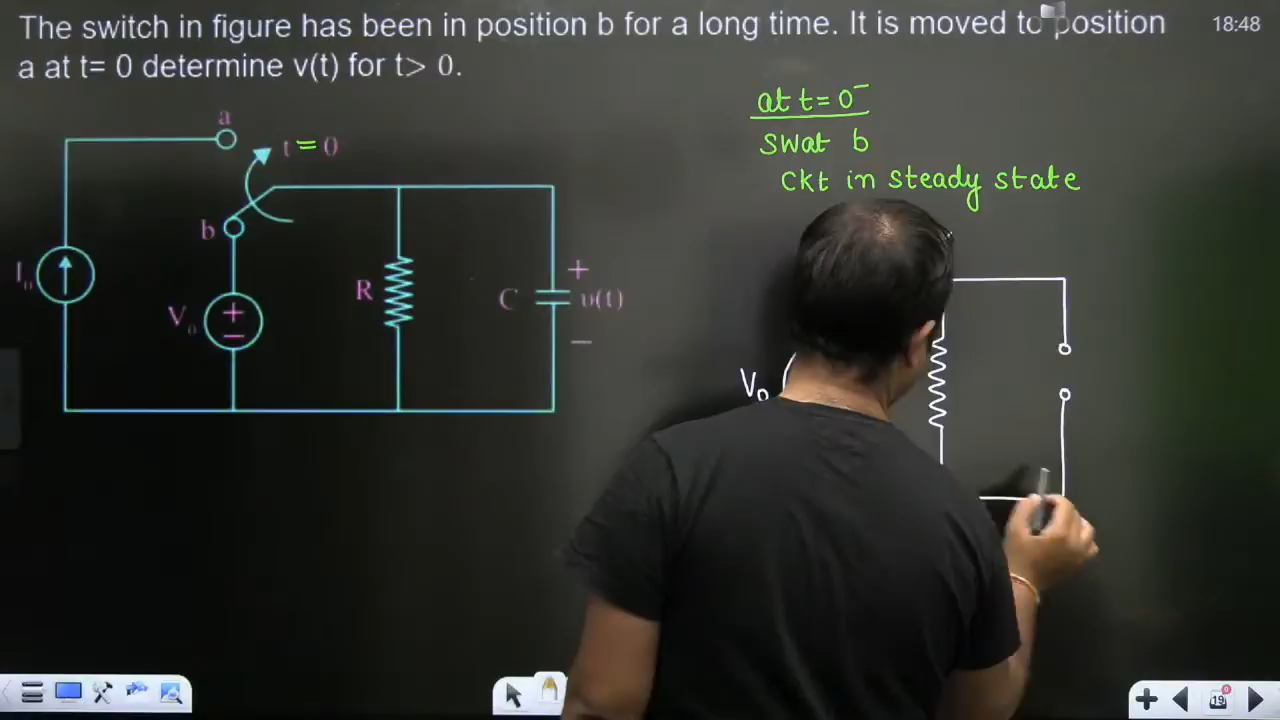 The switch in figure has been in position b for a long time. It is moved to position
18:48
a at t= 0 determine v(t) for t> 0.
a
t = 0
b
I₀
V₀
+
−
R
C
+
υ(t)
−
at t = 0⁻
SW at b
Ckt in steady state
V₀
19